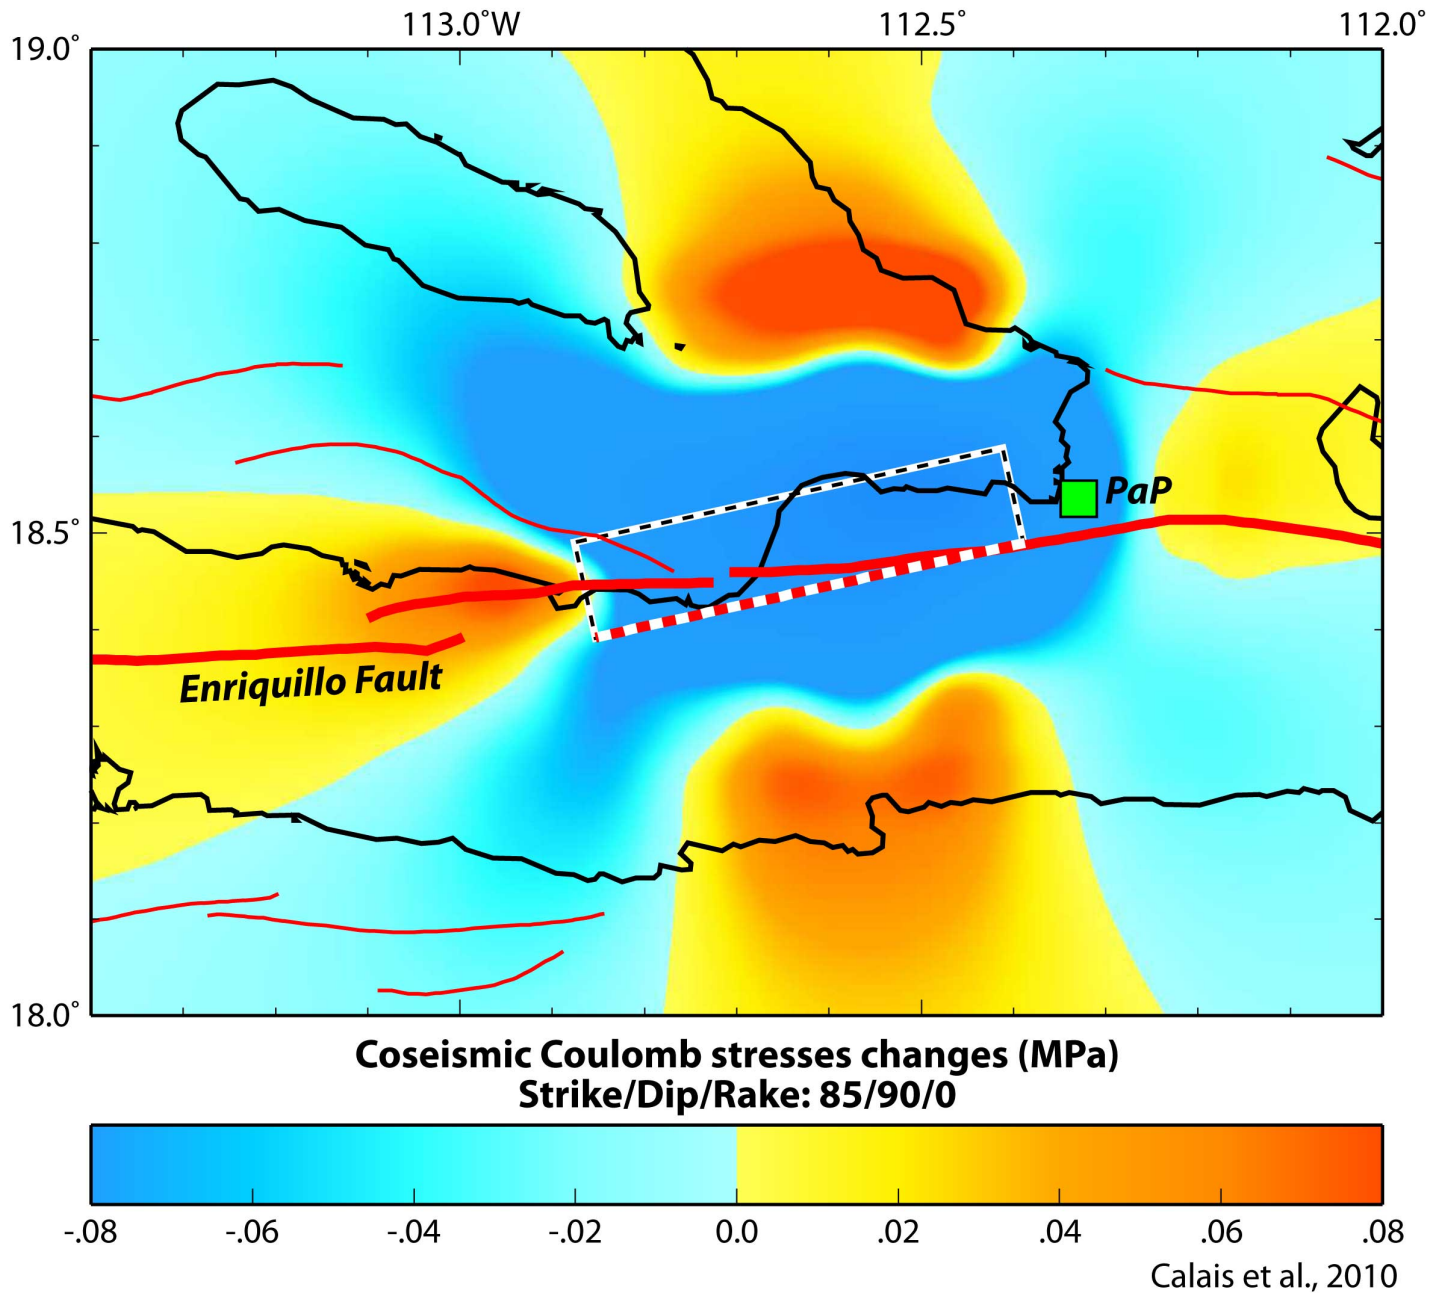 113.0°W 112.5° 112.0°
19.0°
PaP
18.5°
Enriquillo Fault
18.0°
Coseismic Coulomb stresses changes (MPa)
Strike/Dip/Rake: 85/90/0
-.08 -.06 -.04 -.02 0.0 .02 .04 .06 .08
Calais et al., 2010